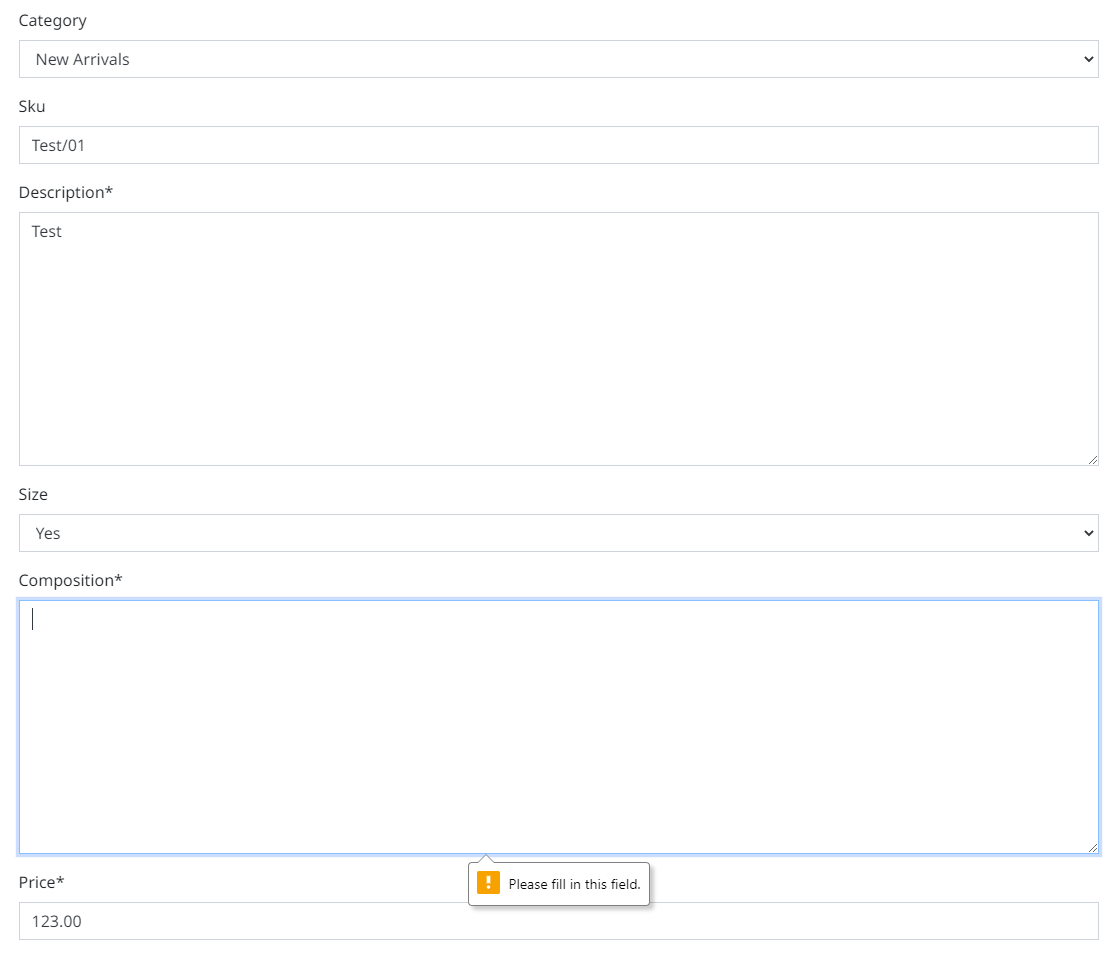 Category
New Arrivals
Sku
Test/01
Description*
Test
Size
Yes
Composition*
Please fill in this field.
Price*
123.00